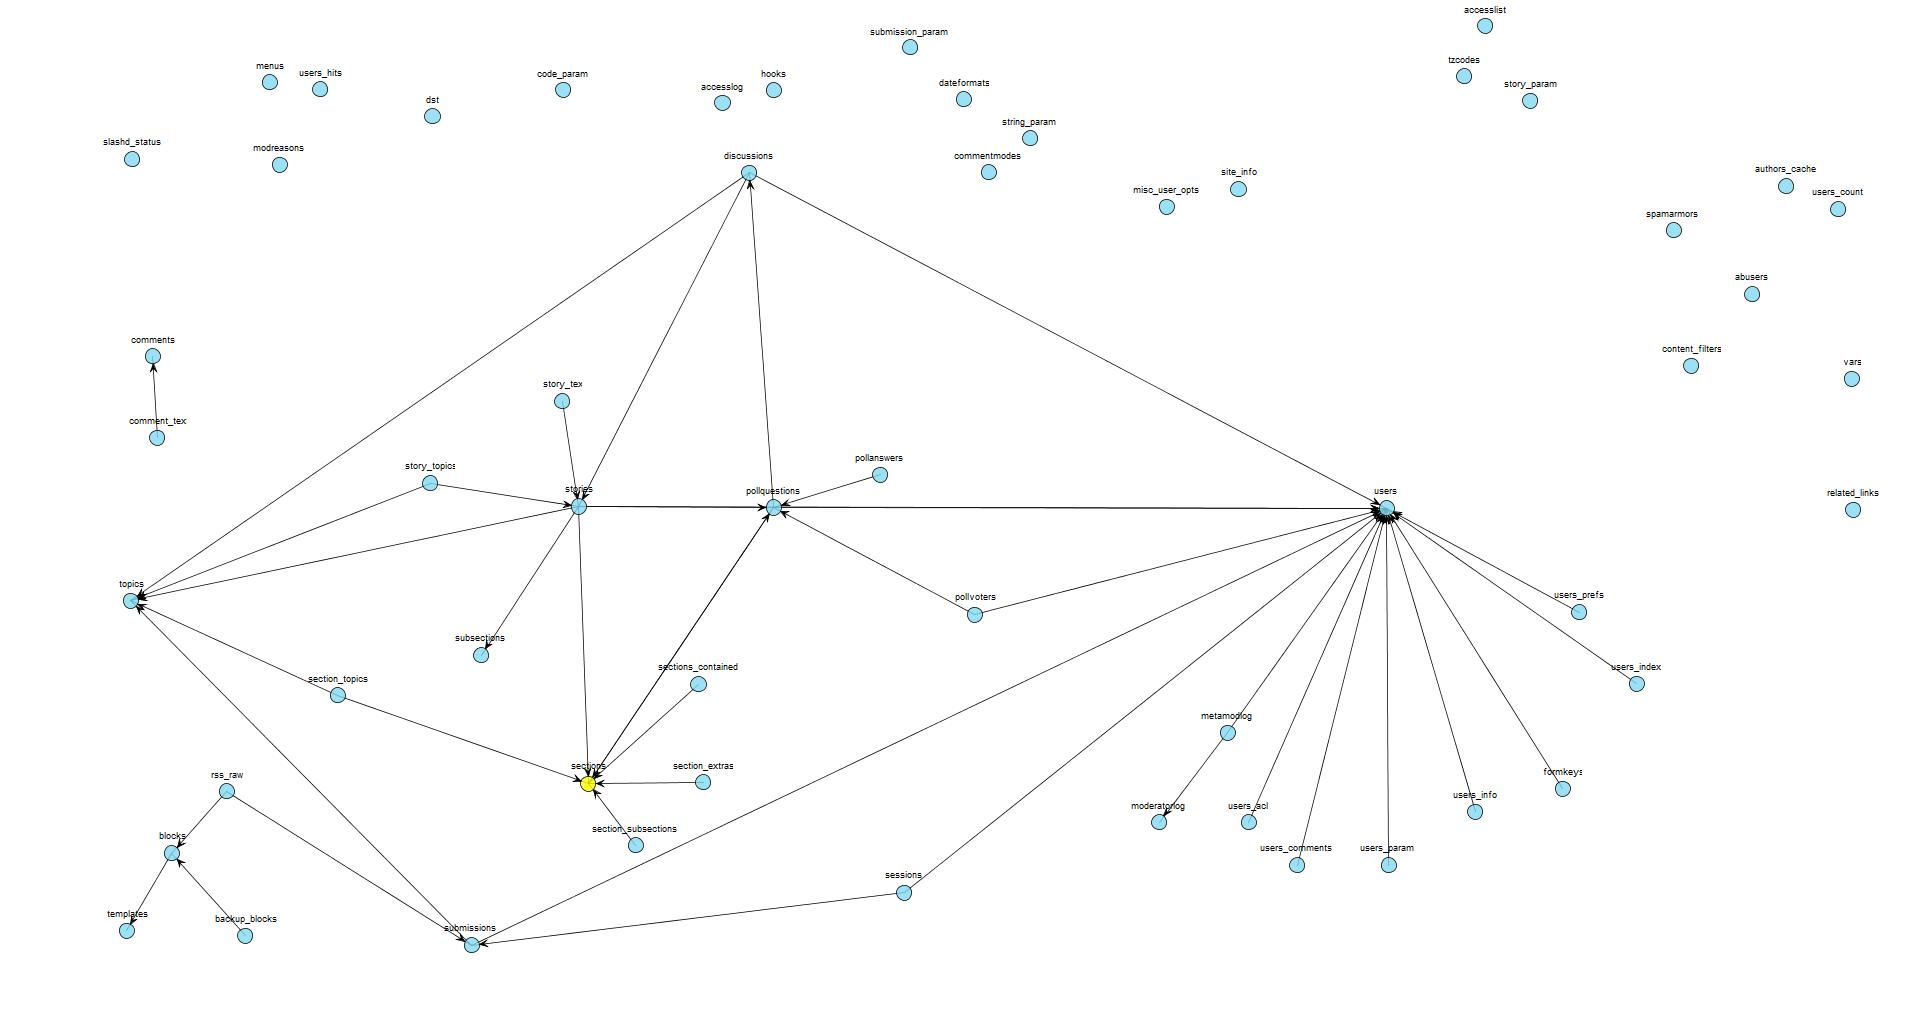 accesslist
submission_param
tzcodes
menus
users_hits
code_param
accesslog
hooks
dateformats
story_param
dst
string_param
slashd_status
modreasons
discussions
commentmodes
misc_user_opts
site_info
authors_cache
users_count
spamarmors
abusers
comments
content_filters
vars
story_tex
comment_tex
story_topics
pollanswers
stories
pollquestions
users
related_links
topics
pollvoters
users_prefs
subsections
sections_contained
users_index
section_topics
metamodlog
sections
section_extras
rss_raw
formkeys
users_info
moderatorlog
users_acl
blocks
section_subsections
users_comments
users_param
sessions
templates
backup_blocks
submissions